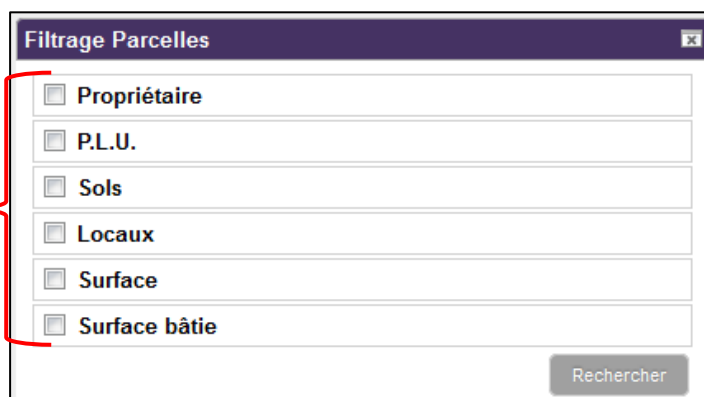 Filtrage Parcelles
Propriétaire
P.L.U.
Sols
Locaux
Surface
Surface bâtie
Rechercher